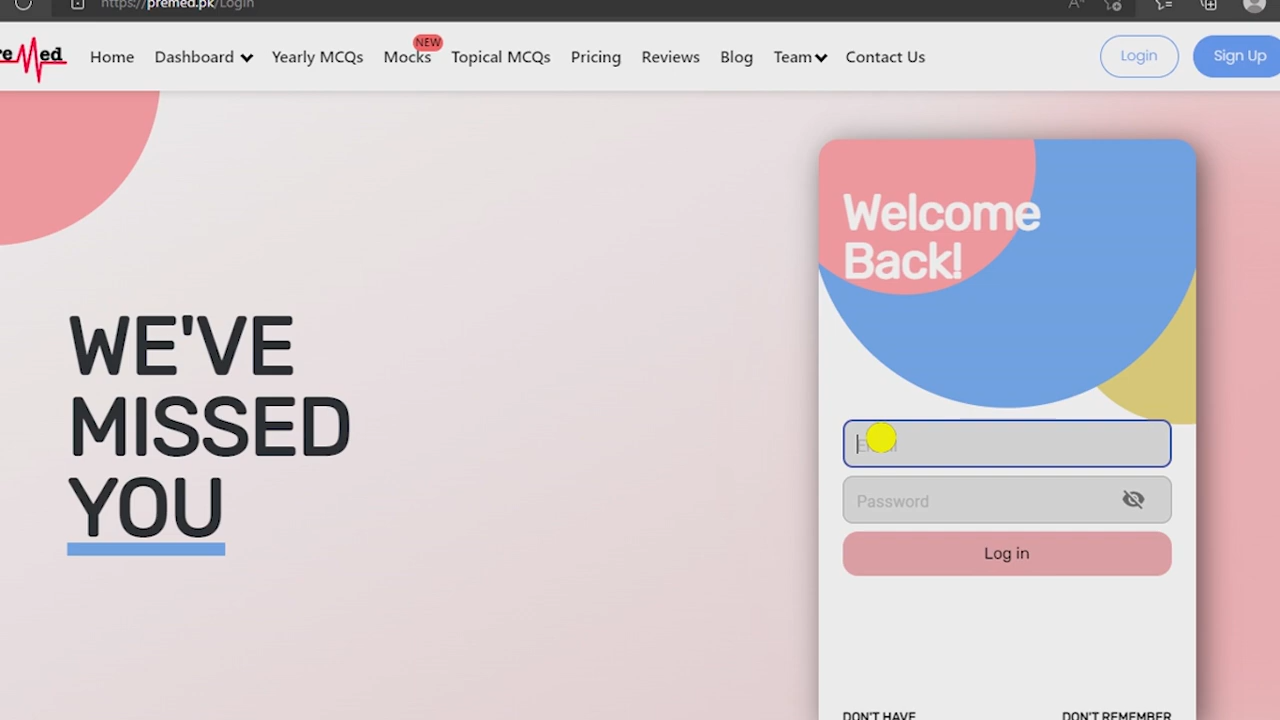 https://premed.pk/Login
Home Dashboard Yearly MCQs Mocks NEW Topical MCQs Pricing Reviews Blog Team Contact Us Login Sign Up
Welcome
Back!
WE'VE
MISSED
YOU
Password
Log in
DON'T HAVE DON'T REMEMBER